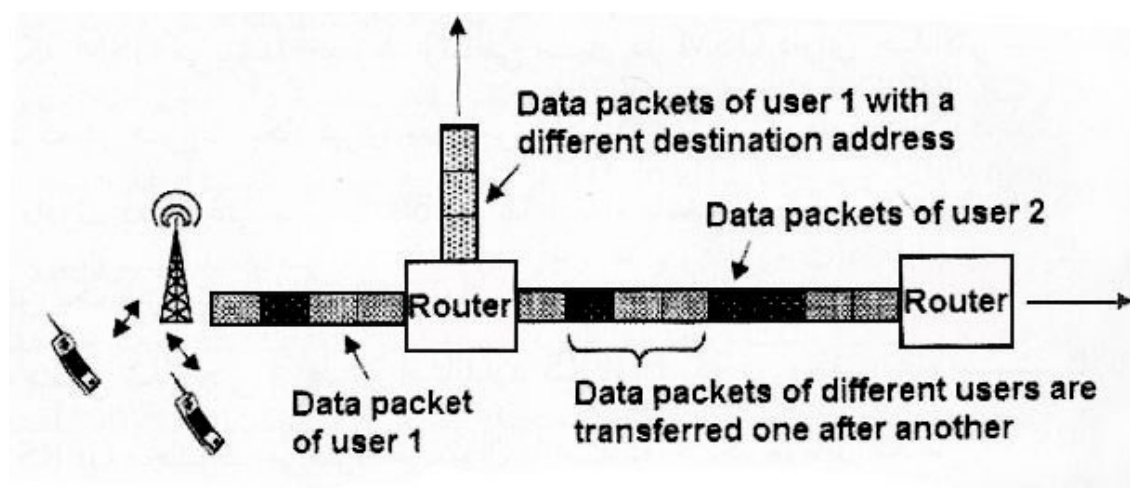 Data packets of user 1 with a
different destination address
Data packets of user 2
Router
Router
Data packet
of user 1
Data packets of different users are
transferred one after another